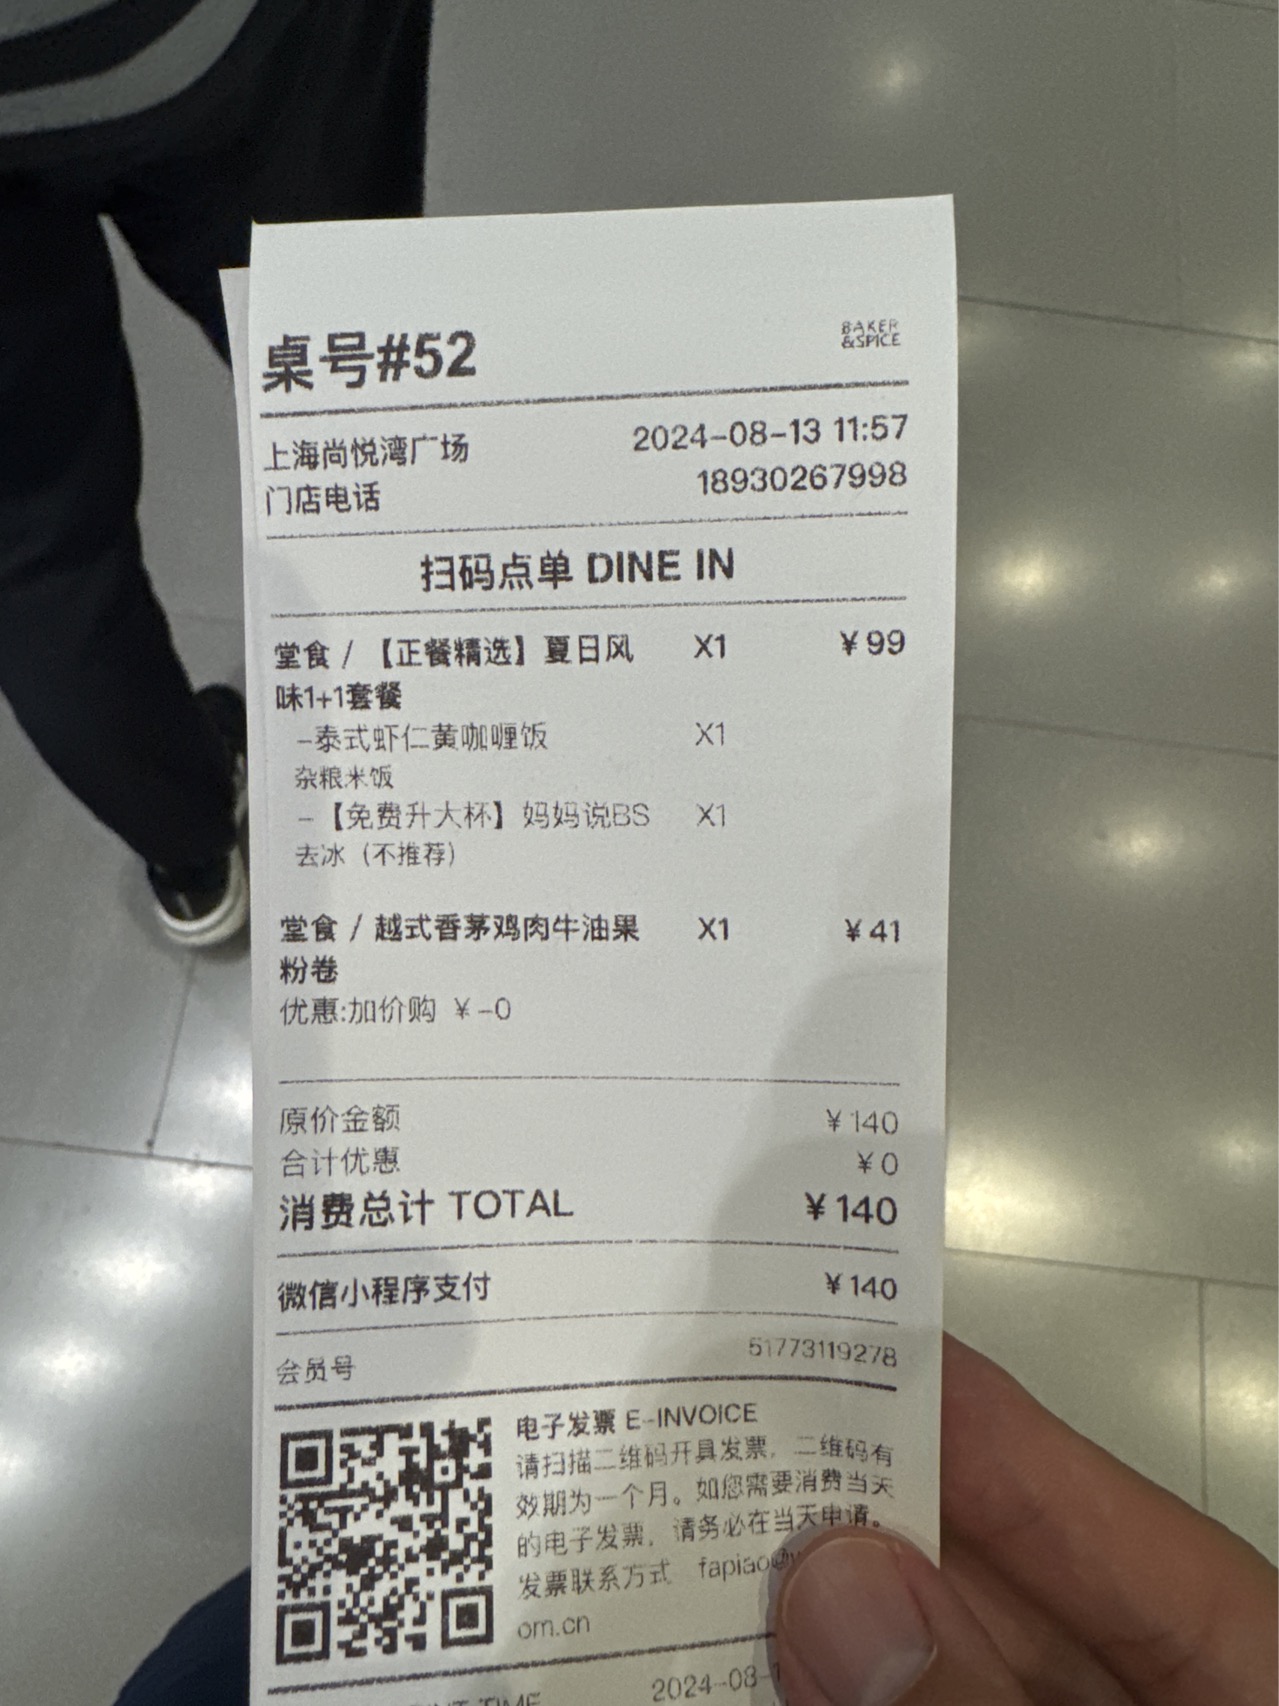 桌号#52
BAKER
&SPICE
上海尚悦湾广场 2024-08-13 11:57
门店电话 18930267998
扫码点单 DINE IN
堂食 / 【正餐精选】夏日风 X1 ¥99
味1+1套餐
-泰式虾仁黄咖喱饭 X1
杂粮米饭
-【免费升大杯】妈妈说BS X1
去冰（不推荐）
堂食 / 越式香茅鸡肉牛油果 X1 ¥41
粉卷
优惠:加价购 ¥-0
原价金额 ¥140
合计优惠 ¥0
消费总计 TOTAL ¥140
微信小程序支付 ¥140
会员号 51773119278
电子发票 E-INVOICE
请扫描二维码开具发票，二维码有
效期为一个月。如您需要消费当天
的电子发票，请务必在当天申请。
发票联系方式 fapiao@
om.cn
TIME 2024-08-1